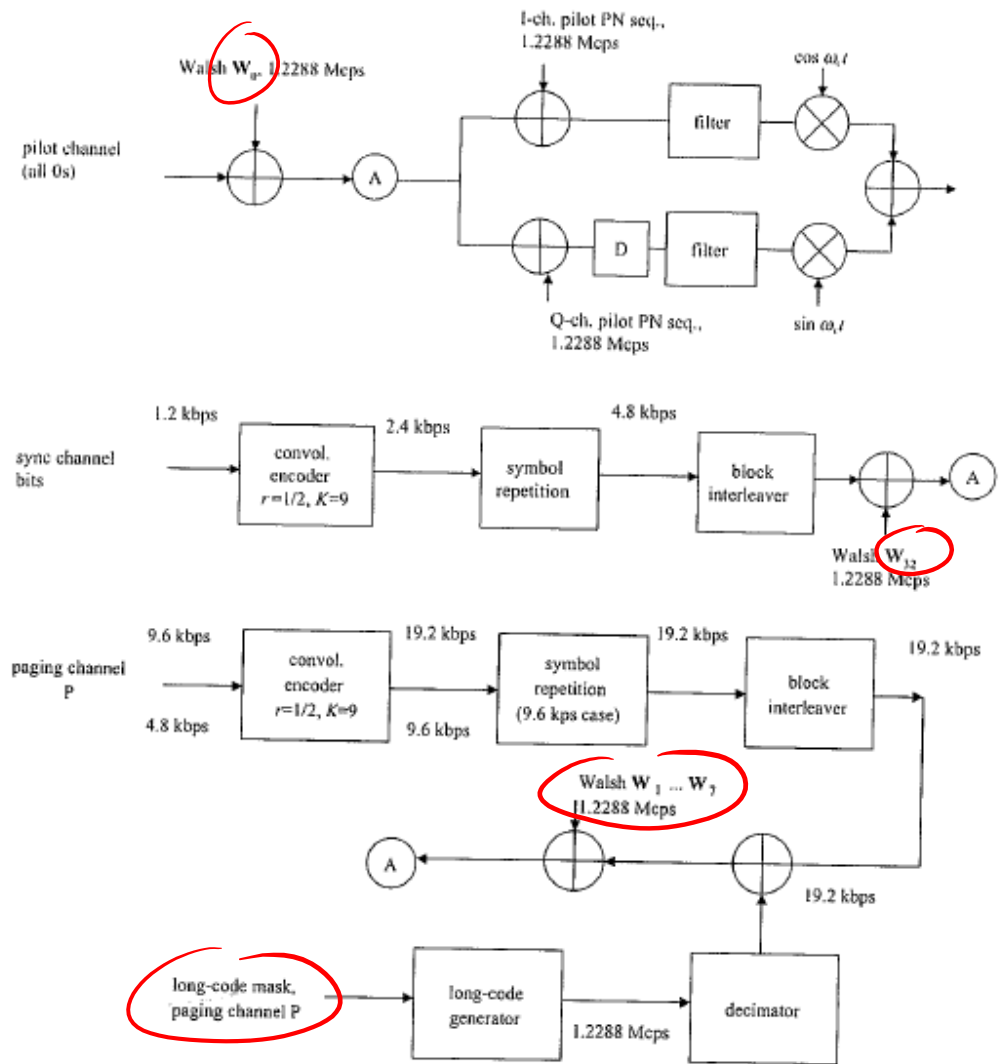 I-ch. pilot PN seq.,
1.2288 Mcps
Walsh W₀, 1.2288 Mcps
cos ω_c t
pilot channel
(all 0s)
A
filter
D
filter
Q-ch. pilot PN seq.,
1.2288 Mcps
sin ω_c t
1.2 kbps
2.4 kbps
4.8 kbps
sync channel
bits
convol.
encoder
r=1/2, K=9
symbol
repetition
block
interleaver
A
Walsh W₃₂
1.2288 Mcps
9.6 kbps
19.2 kbps
19.2 kbps
19.2 kbps
paging channel
P
convol.
encoder
r=1/2, K=9
symbol
repetition
(9.6 kps case)
block
interleaver
4.8 kbps
9.6 kbps
Walsh W₁ ... W₇
1.2288 Mcps
A
19.2 kbps
long-code mask,
paging channel P
long-code
generator
1.2288 Mcps
decimator